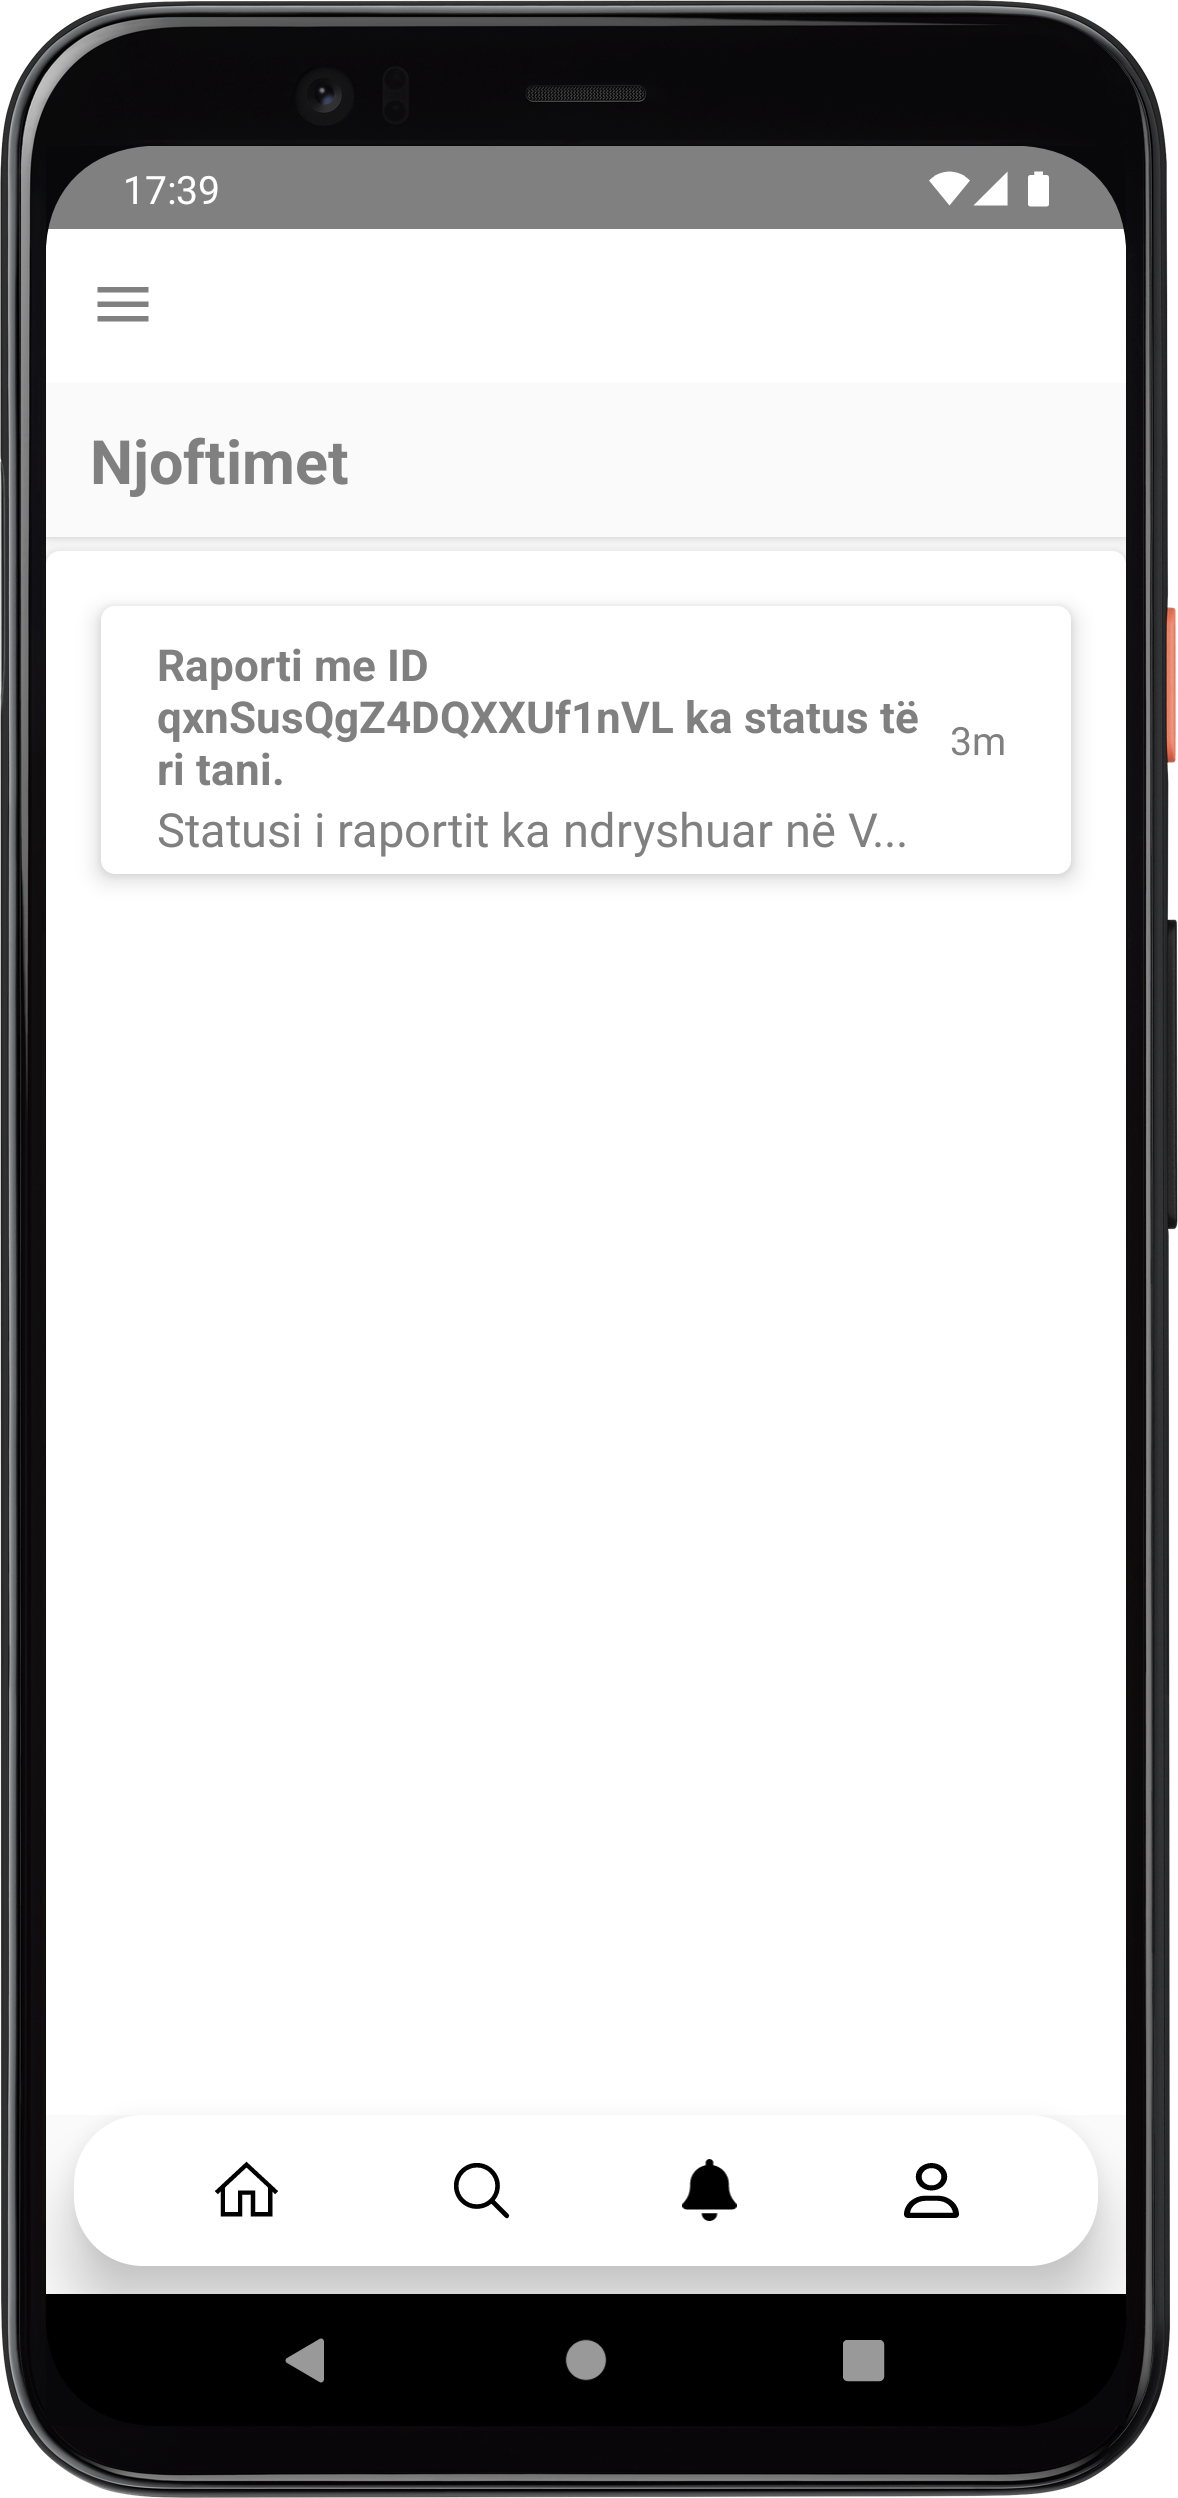 17:39
Njoftimet
Raporti me ID
qxnSusQgZ4DQXXUf1nVL ka status të
ri tani.
3m
Statusi i raportit ka ndryshuar në V...